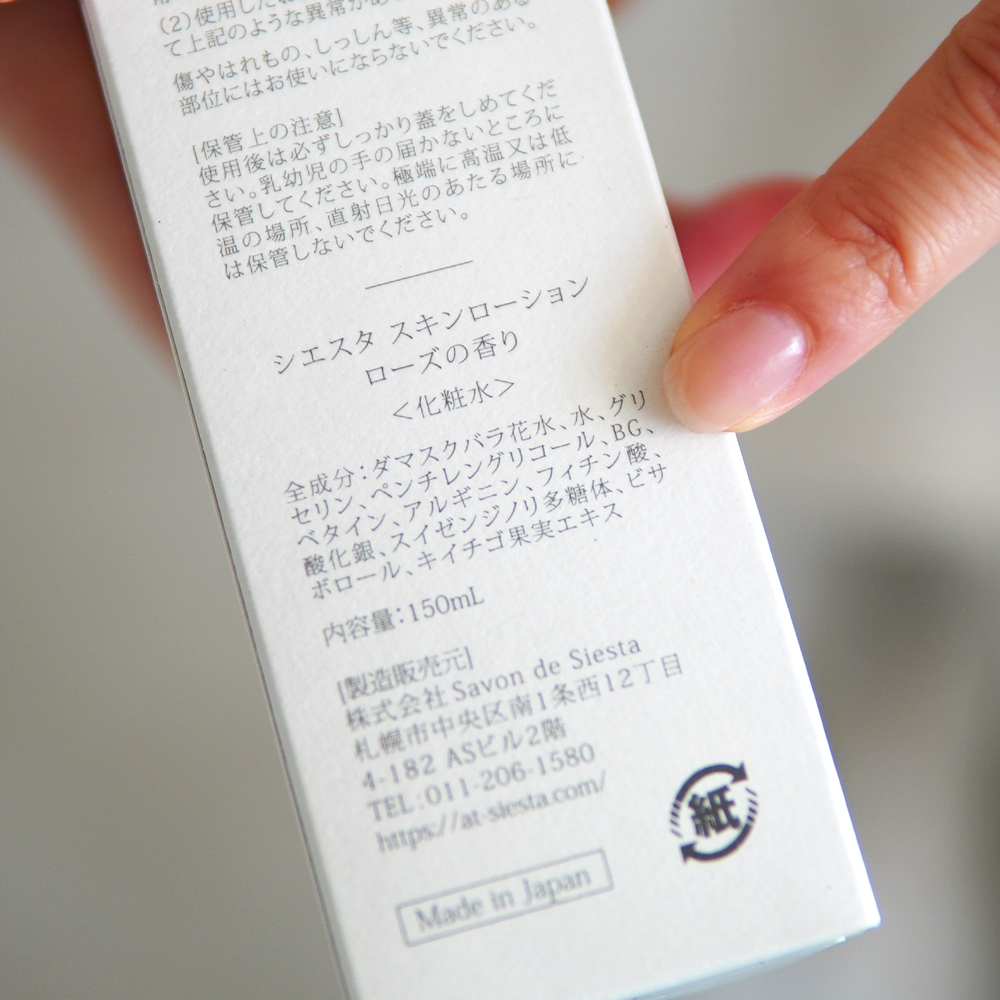 (2)使用した
て上記のような異常が
傷やはれもの、しっしん等、異常のある
部位にはお使いにならないでください。
[保管上の注意]
使用後は必ずしっかり蓋をしめてくだ
さい。乳幼児の手の届かないところに
保管してください。極端に高温又は低
温の場所、直射日光のあたる場所に
は保管しないでください。
シエスタ スキンローション
ローズの香り
<化粧水>
全成分:ダマスクバラ花水、水、グリ
セリン、ペンチレングリコール、BG、
ベタイン、アルギニン、フィチン酸、
酸化銀、スイゼンジノリ多糖体、ビサ
ボロール、キイチゴ果実エキス
内容量:150mL
[製造販売元]
株式会社 Savon de Siesta
札幌市中央区南1条西12丁目
4-182 ASビル2階
TEL:011-206-1580
https://at-siesta.com/
紙
Made in Japan